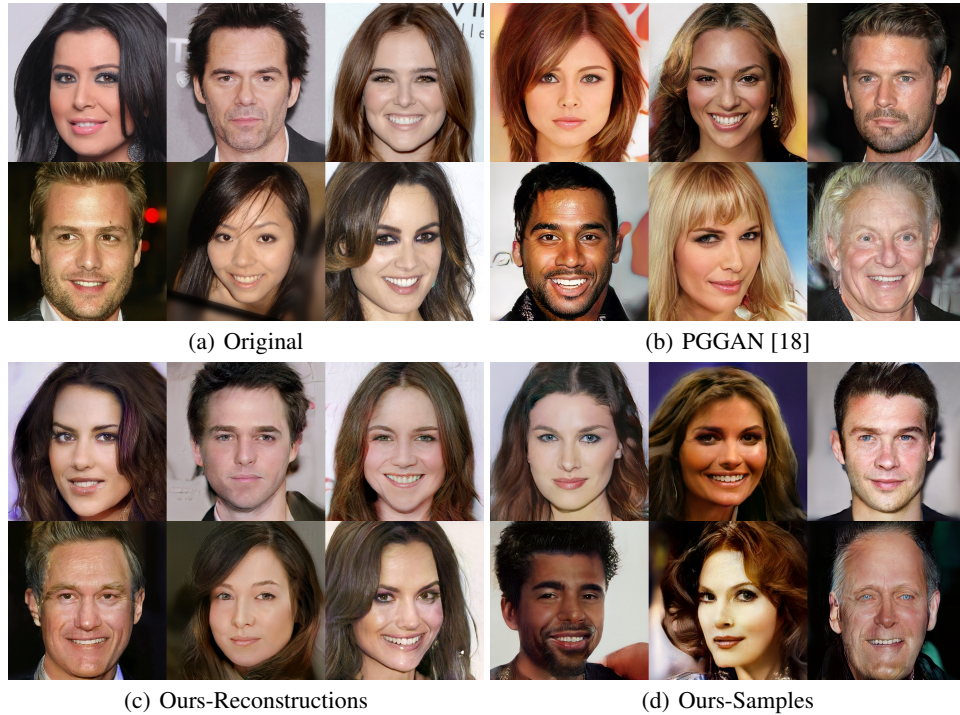 (a) Original
(b) PGGAN [18]
(c) Ours-Reconstructions
(d) Ours-Samples